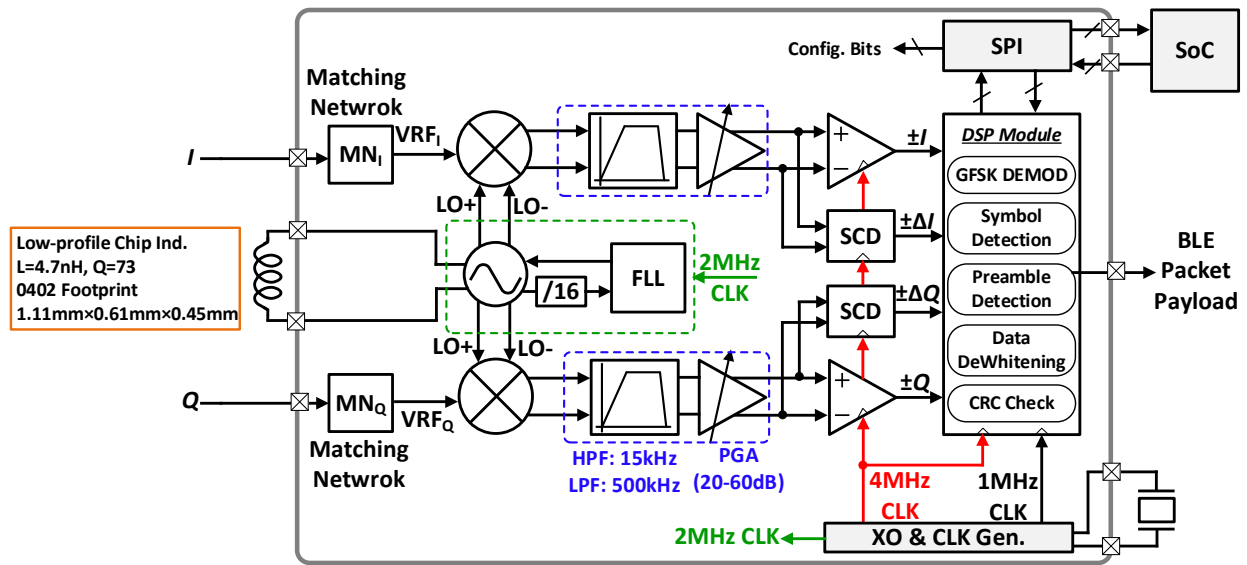 Config. Bits
SPI
SoC
Matching
Netwrok
I
MN_I
VRF_I
±I
DSP Module
GFSK DEMOD
Symbol
Detection
Preamble
Detection
Data
DeWhitening
CRC Check
LO+
LO-
SCD
±ΔI
Low-profile Chip Ind.
L=4.7nH, Q=73
0402 Footprint
1.11mm×0.61mm×0.45mm
/16
FLL
2MHz
CLK
BLE
Packet
Payload
SCD
±ΔQ
LO+
LO-
Q
MN_Q
VRF_Q
±Q
Matching
Netwrok
HPF: 15kHz
LPF: 500kHz
PGA
(20-60dB)
4MHz
CLK
1MHz
CLK
2MHz CLK
XO & CLK Gen.
+
−
+
−